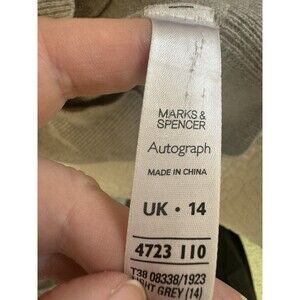 MARKS &
SPENCER
Autograph
MADE IN CHINA
UK • 14
4723 110
T38 08338/1923
GREY (14)